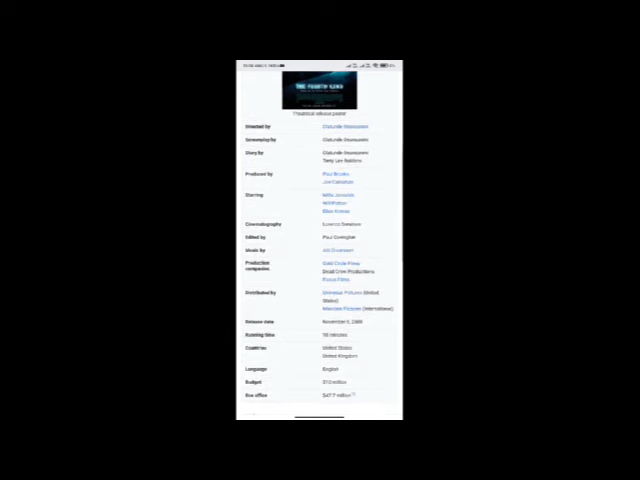 THE FOURTH KIND
Theatrical release poster
Directed by Olatunde Osunsanmi
Screenplay by Olatunde Osunsanmi
Story by Olatunde Osunsanmi
Terry Lee Robbins
Produced by Paul Brooks
Joe Carnahan
Starring Milla Jovovich
Will Patton
Elias Koteas
Cinematography Lorenzo Senatore
Edited by Paul Covington
Music by Atli Örvarsson
Production Gold Circle Films
companies Dead Crow Productions
Focus Films
Distributed by Universal Pictures (United
States)
(International)
Release date November 6, 2009
Running time 98 minutes
Countries United States
United Kingdom
Language English
Budget $10 million
Box office $47.7 million